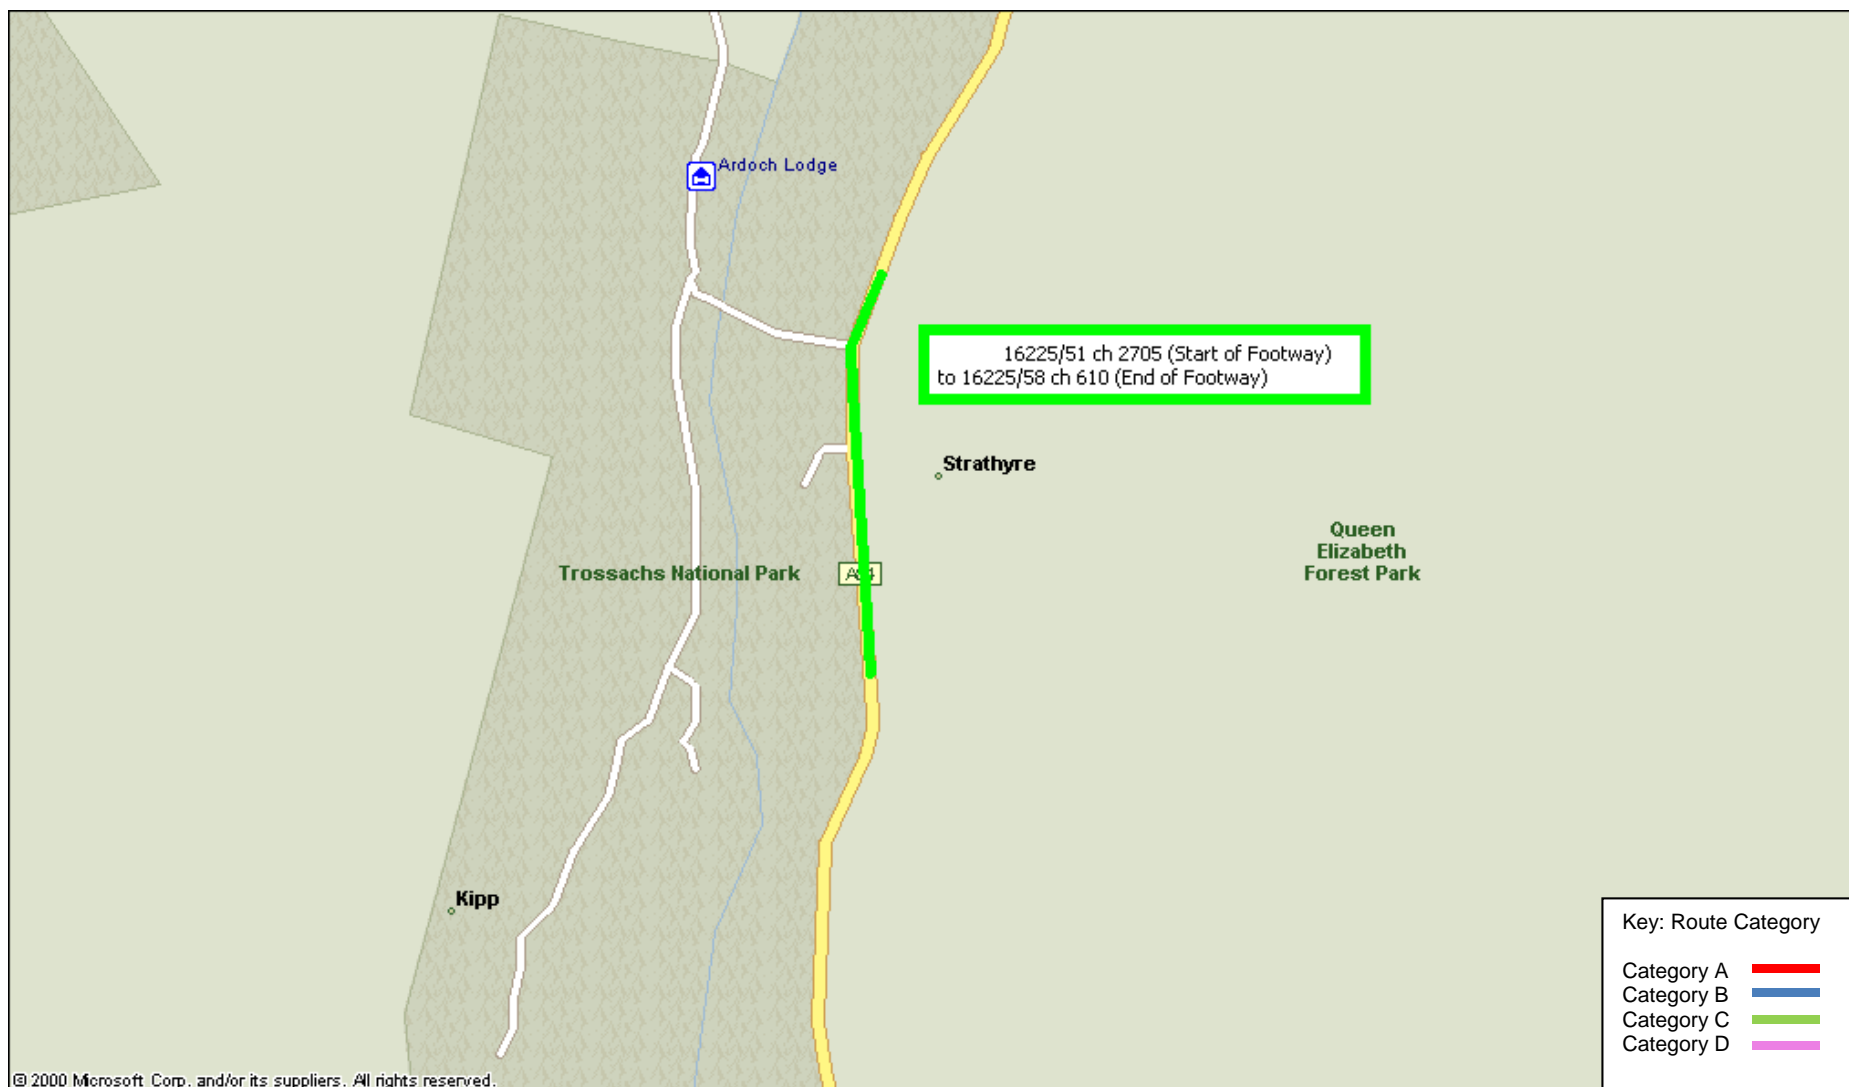 Ardoch Lodge
16225/51 ch 2705 (Start of Footway)
to 16225/58 ch 610 (End of Footway)
Strathyre
Queen
Elizabeth
Forest Park
Trossachs National Park
Kipp
Key: Route Category
Category A
Category B
Category C
Category D
© 2000 Microsoft Corp. and/or its suppliers. All rights reserved.